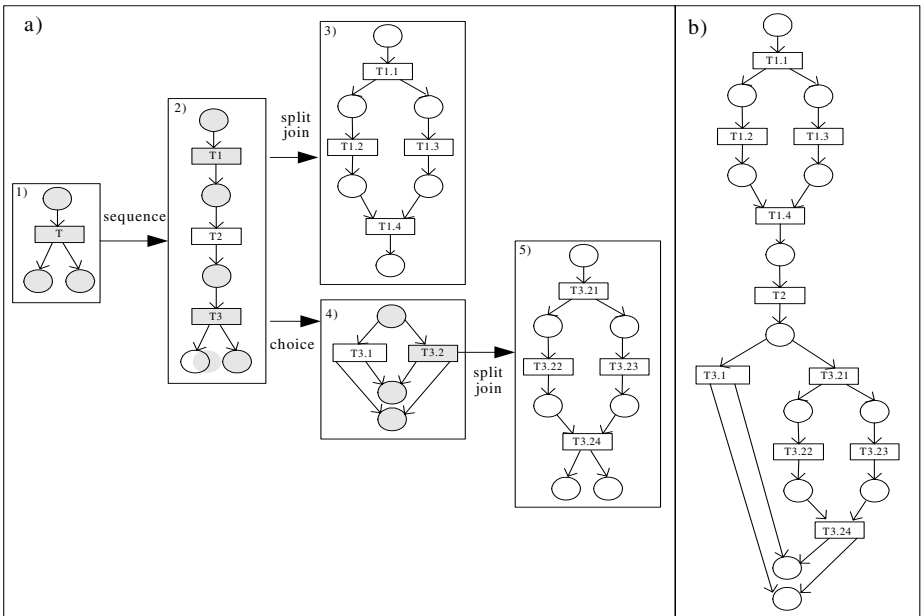 a)
1)
T
sequence
2)
T1
T2
T3
split
join
choice
3)
T1.1
T1.2
T1.3
T1.4
4)
T3.1
T3.2
split
join
5)
T3.21
T3.22
T3.23
T3.24
b)
T1.1
T1.2
T1.3
T1.4
T2
T3.1
T3.21
T3.22
T3.23
T3.24